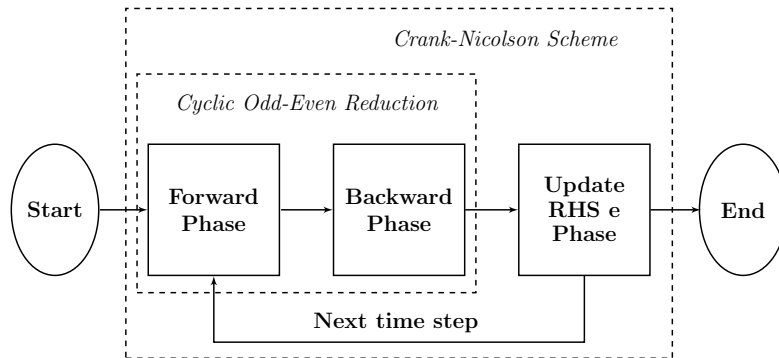 Crank-Nicolson Scheme
Cyclic Odd-Even Reduction
Start
Forward
Phase
Backward
Phase
Update
RHS e
Phase
End
Next time step